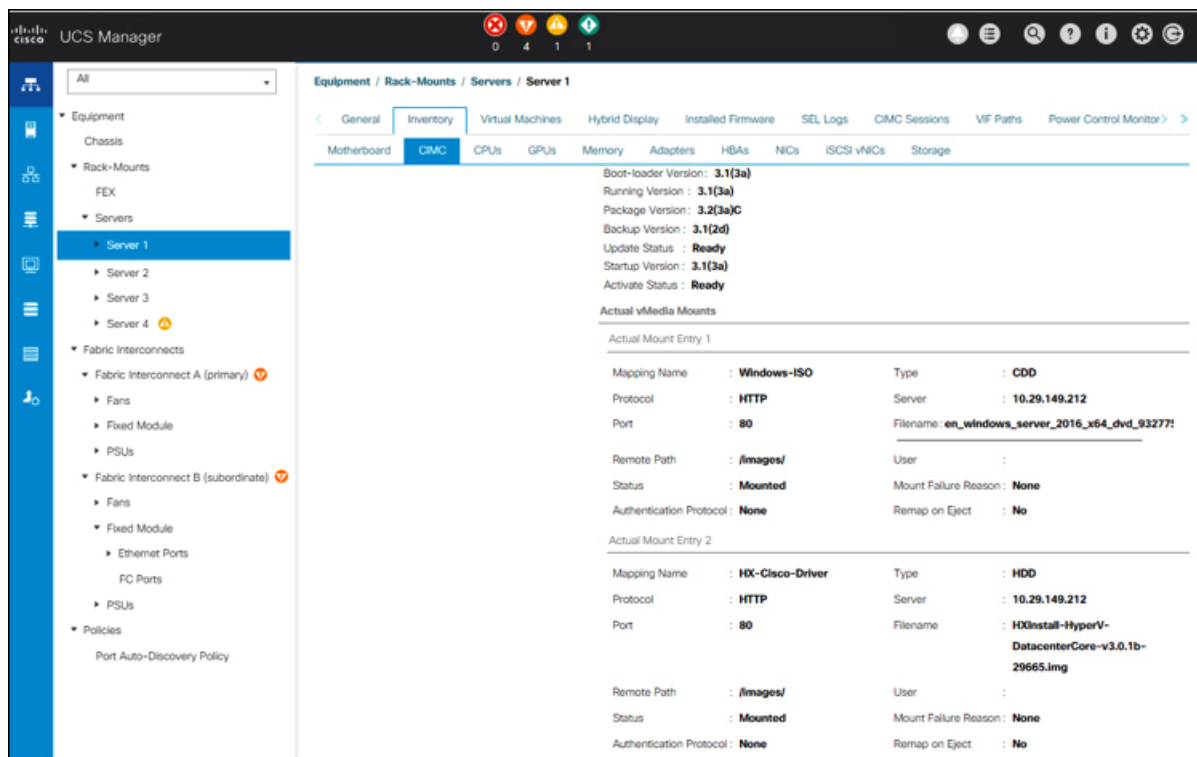 cisco UCS Manager
0 4 1 1
All
Equipment
Chassis
Rack-Mounts
FEX
Servers
Server 1
Server 2
Server 3
Server 4
Fabric Interconnects
Fabric Interconnect A (primary)
Fans
Fixed Module
PSUs
Fabric Interconnect B (subordinate)
Fans
Fixed Module
Ethernet Ports
FC Ports
PSUs
Policies
Port Auto-Discovery Policy
Equipment / Rack-Mounts / Servers / Server 1
General Inventory Virtual Machines Hybrid Display Installed Firmware SEL Logs CIMC Sessions VIF Paths Power Control Monitor
Motherboard CIMC CPUs GPUs Memory Adapters HBAs NICs iSCSI vNICs Storage
Boot-loader Version: 3.1(3a)
Running Version : 3.1(3a)
Package Version : 3.2(3a)C
Backup Version : 3.1(2d)
Update Status : Ready
Startup Version : 3.1(3a)
Activate Status : Ready
Actual vMedia Mounts
Actual Mount Entry 1
Mapping Name : Windows-ISO Type : CDD
Protocol : HTTP Server : 10.29.149.212
Port : 80 Filename : en_windows_server_2016_x64_dvd_932775
Remote Path : /images/ User :
Status : Mounted Mount Failure Reason : None
Authentication Protocol : None Remap on Eject : No
Actual Mount Entry 2
Mapping Name : HX-Cisco-Driver Type : HDD
Protocol : HTTP Server : 10.29.149.212
Port : 80 Filename : HXInstall-HyperV-
DatacenterCore-v3.0.1b-
29665.img
Remote Path : /images/ User :
Status : Mounted Mount Failure Reason : None
Authentication Protocol : None Remap on Eject : No